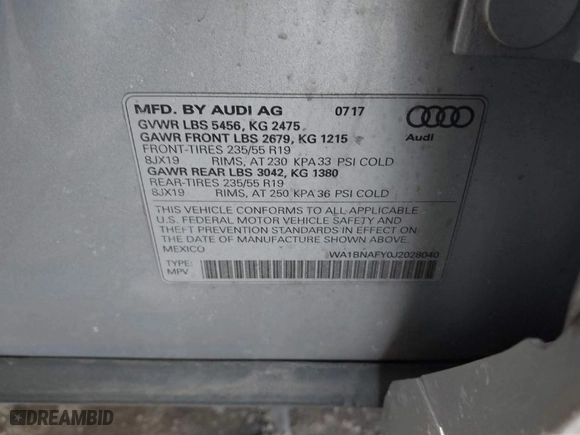 MFD. BY AUDI AG 0717
GVWR LBS 5456, KG 2475
GAWR FRONT LBS 2679, KG 1215
FRONT-TIRES 235/55 R19
8JX19 RIMS, AT 230 KPA 33 PSI COLD
GAWR REAR LBS 3042, KG 1380
REAR-TIRES 235/55 R19
8JX19 RIMS, AT 250 KPA 36 PSI COLD
THIS VEHICLE CONFORMS TO ALL APPLICABLE
U.S. FEDERAL MOTOR VEHICLE SAFETY AND
THEFT PREVENTION STANDARDS IN EFFECT ON
THE DATE OF MANUFACTURE SHOWN ABOVE.
MEXICO
WA1BNAFY0J2028040
TYPE:
MPV
Audi
DREAMBID